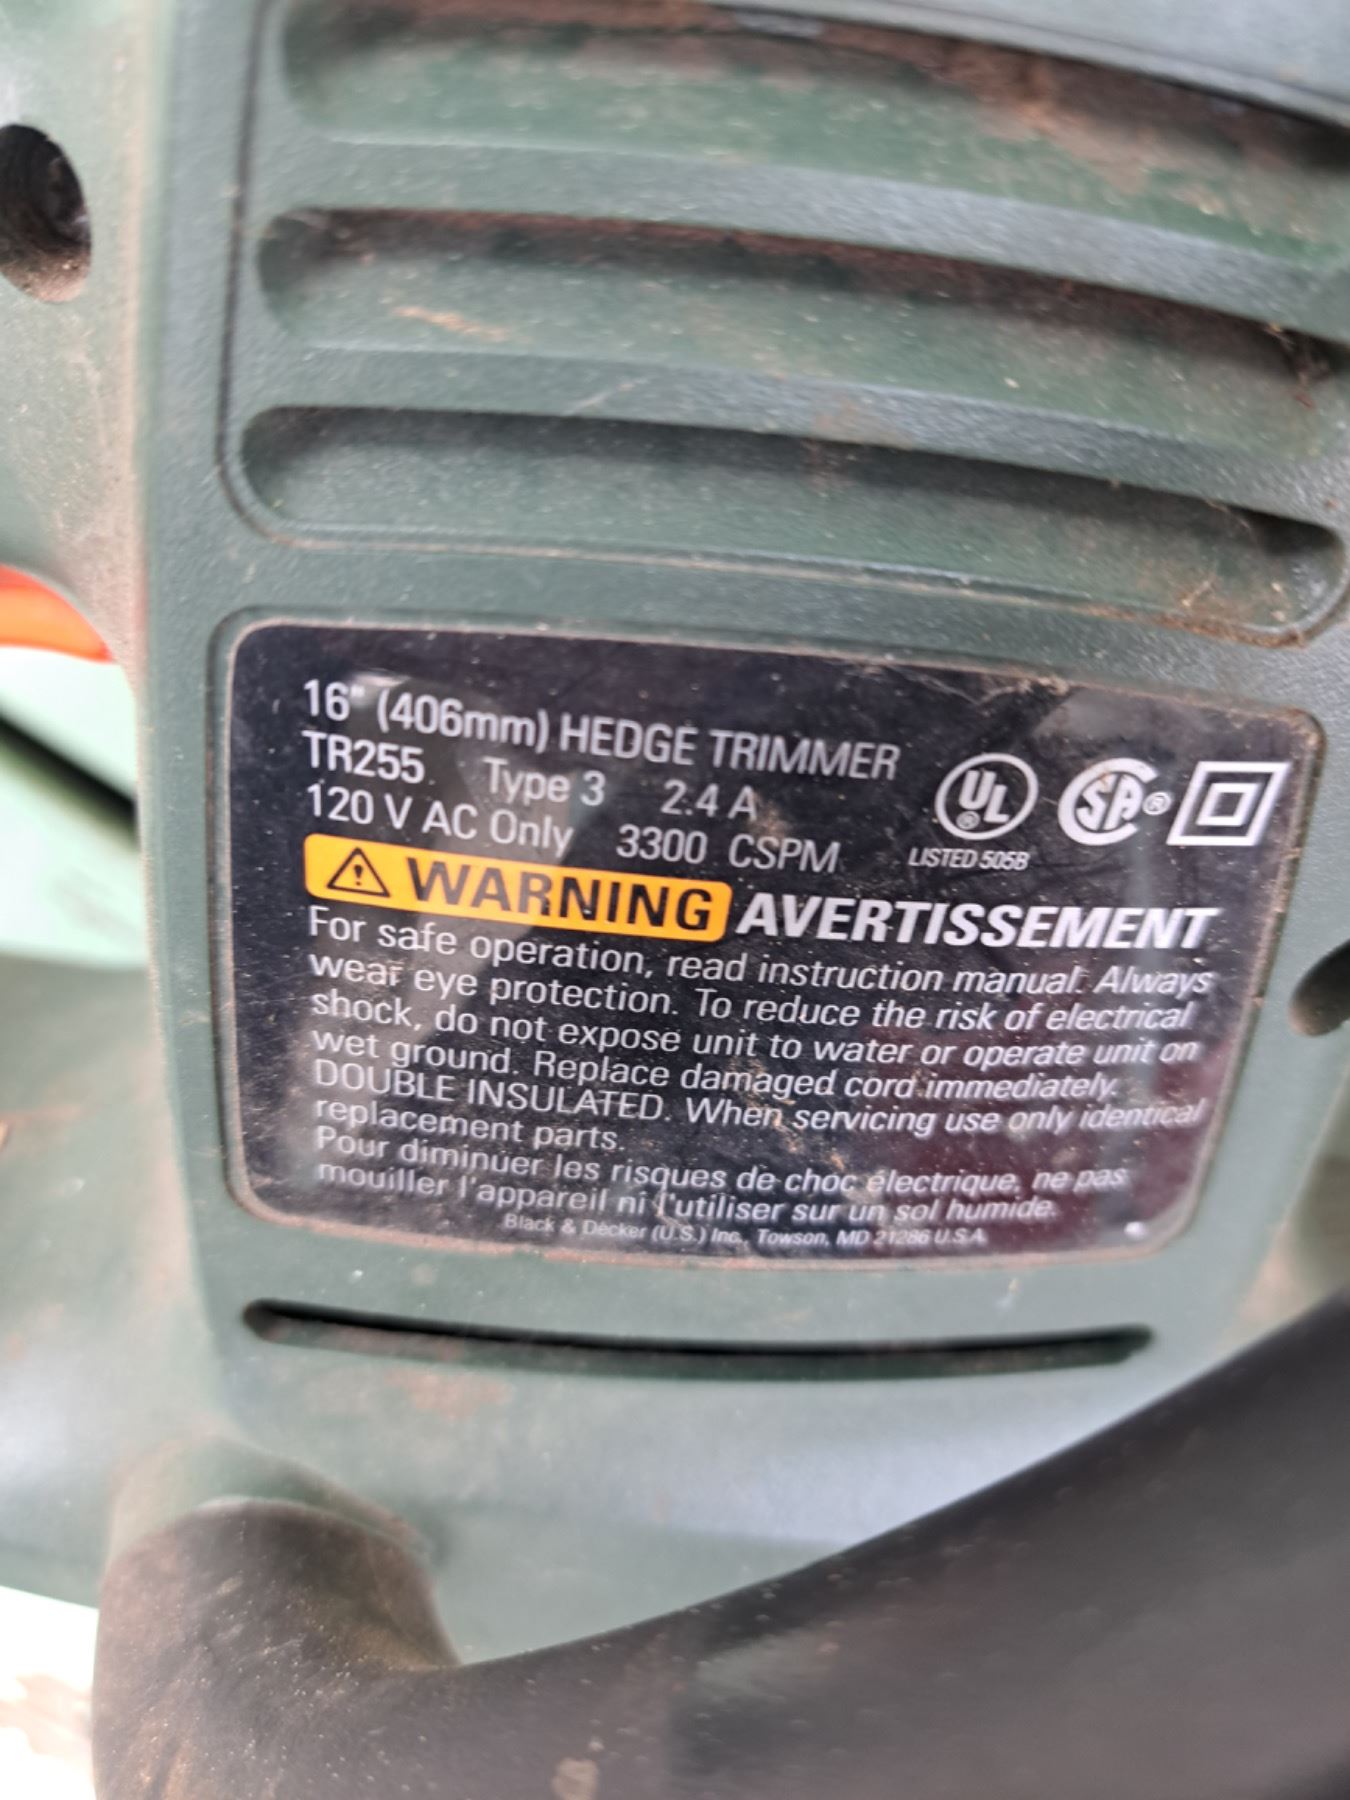 16" (406mm) HEDGE TRIMMER
TR255 Type 3 2.4 A
120 V AC Only 3300 CSPM
UL ® SA ®
LISTED 505B
WARNING AVERTISSEMENT
For safe operation, read instruction manual. Always
wear eye protection. To reduce the risk of electrical
shock, do not expose unit to water or operate unit on
wet ground. Replace damaged cord immediately.
DOUBLE INSULATED. When servicing use only identical
replacement parts.
Pour diminuer les risques de choc électrique, ne pas
mouiller l'appareil ni l'utiliser sur un sol humide.
Black & Decker (U.S.) Inc., Towson, MD 21286 U.S.A.